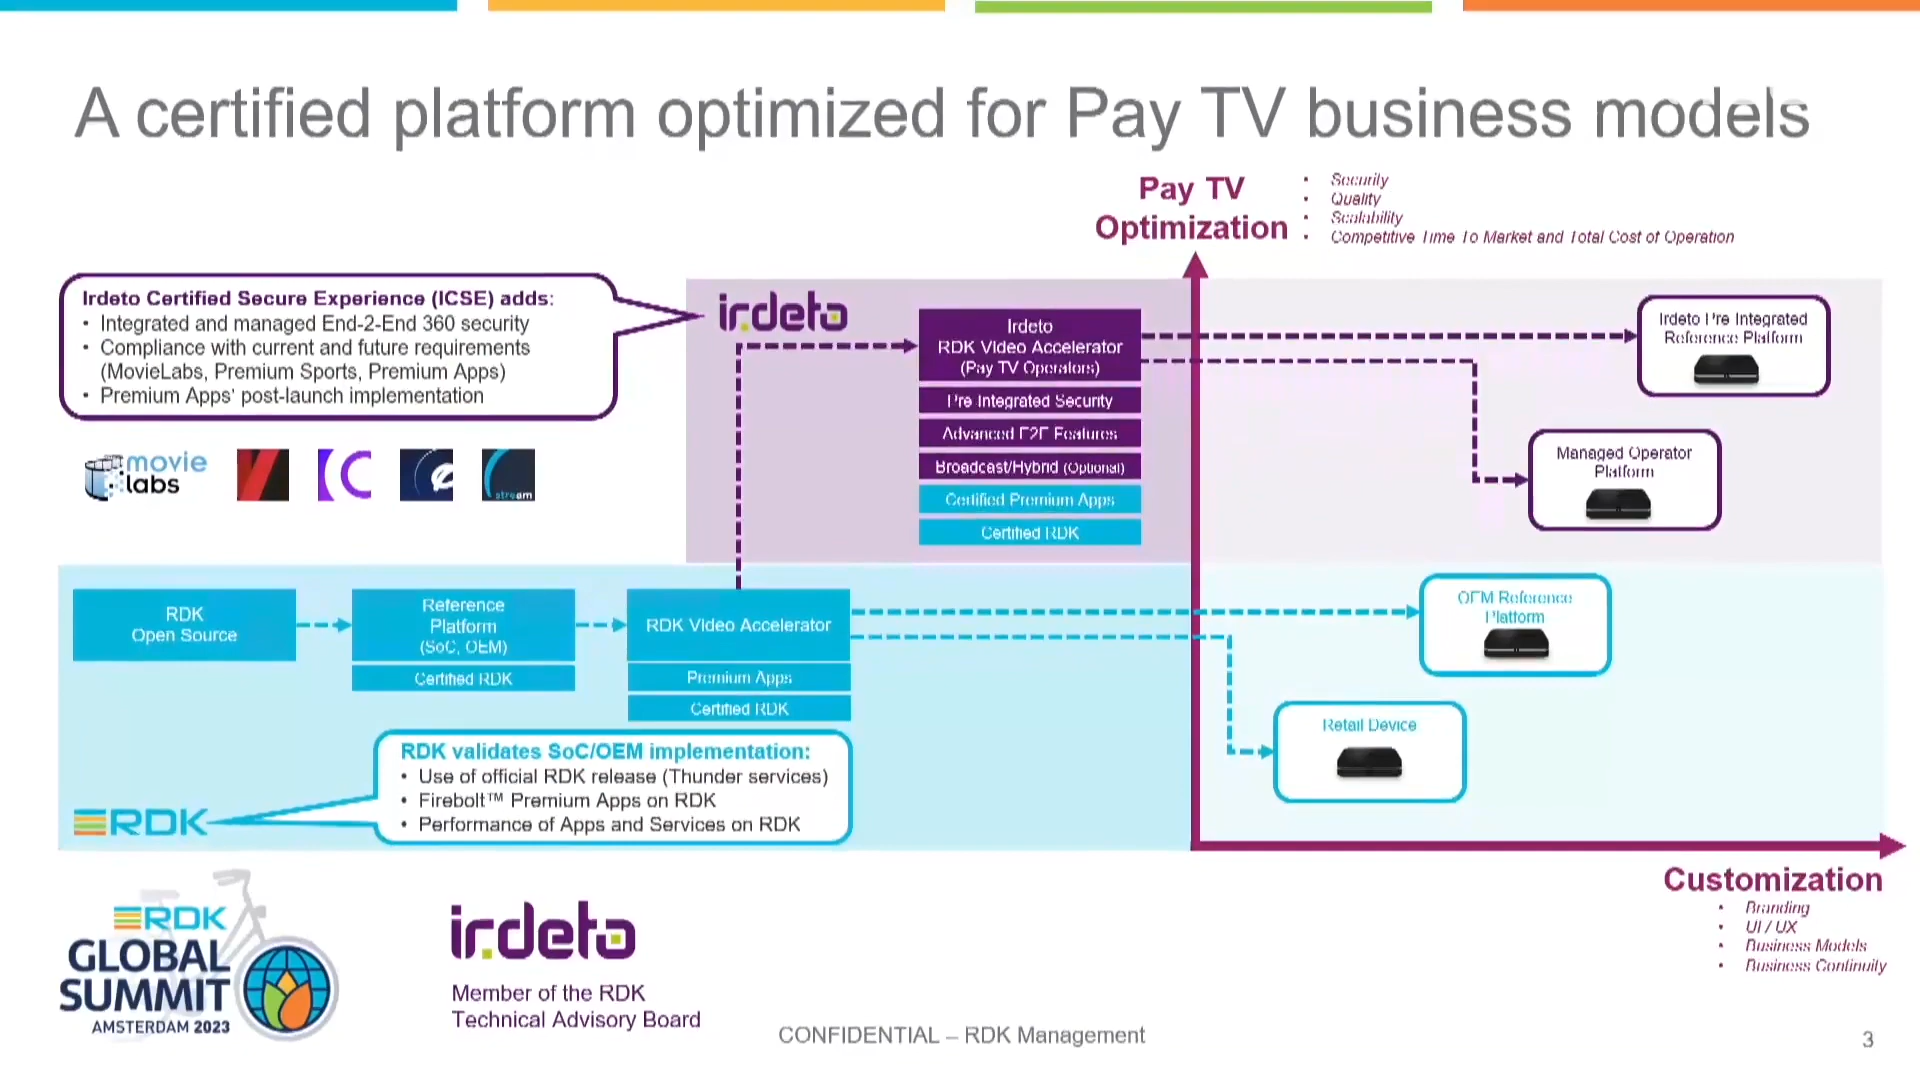 A certified platform optimized for Pay TV business models
Pay TV
Optimization
• Security
• Quality
• Scalability
• Competitive Time To Market and Total Cost of Operation
Irdeto Certified Secure Experience (ICSE) adds:
• Integrated and managed End-2-End 360 security
• Compliance with current and future requirements
(MovieLabs, Premium Sports, Premium Apps)
• Premium Apps' post-launch implementation
movie
labs
stream
irdeto
Irdeto
RDK Video Accelerator
(Pay TV Operators)
Pre Integrated Security
Advanced E2E Features
Broadcast/Hybrid (Optional)
Certified Premium Apps
Certified RDK
Irdeto Pre Integrated
Reference Platform
Managed Operator
Platform
RDK
Open Source
Reference
Platform
(SoC, OEM)
Certified RDK
RDK Video Accelerator
Premium Apps
Certified RDK
OEM Reference
Platform
Retail Device
RDK validates SoC/OEM implementation:
• Use of official RDK release (Thunder services)
• Firebolt™ Premium Apps on RDK
• Performance of Apps and Services on RDK
RDK
Customization
• Branding
• UI / UX
• Business Models
• Business Continuity
RDK
GLOBAL
SUMMIT
AMSTERDAM 2023
irdeto
Member of the RDK
Technical Advisory Board
CONFIDENTIAL – RDK Management
3